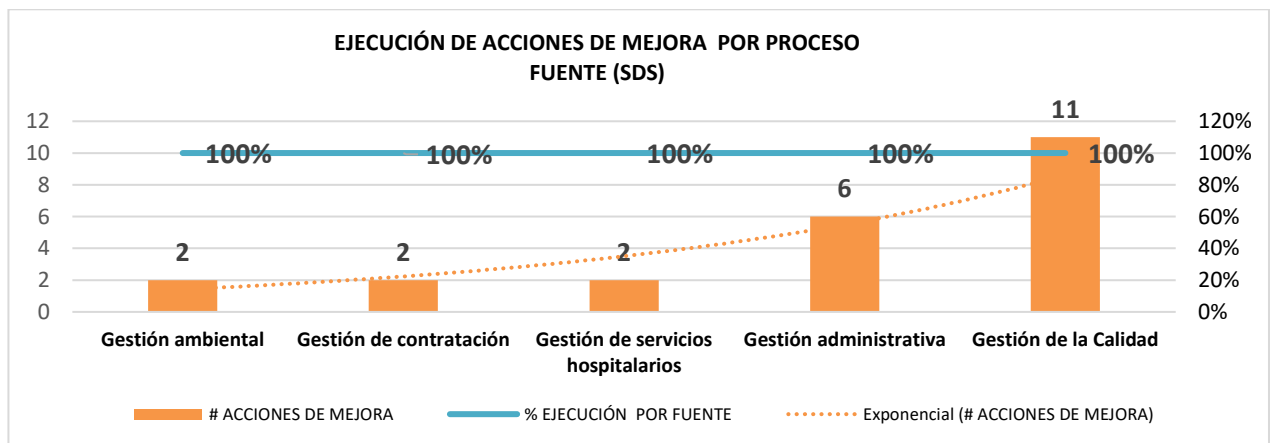 EJECUCIÓN DE ACCIONES DE MEJORA POR PROCESO
FUENTE (SDS)
12
10
8
6
4
2
0
2
2
2
6
11
100%
100%
100%
100%
100%
120%
100%
80%
60%
40%
20%
0%
Gestión ambiental
Gestión de contratación
Gestión de servicios
hospitalarios
Gestión administrativa
Gestión de la Calidad
# ACCIONES DE MEJORA
% EJECUCIÓN POR FUENTE
Exponencial (# ACCIONES DE MEJORA)